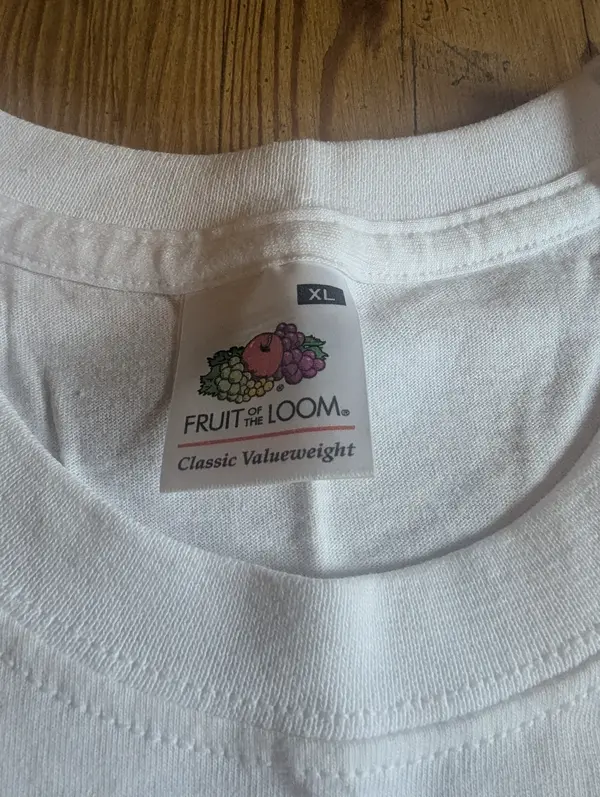 XL
FRUIT OF THE LOOM®
Classic Valueweight